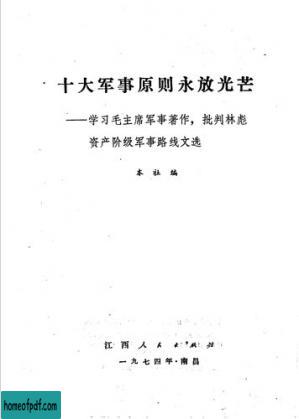 十大军事原则永放光芒
——学习毛主席军事著作，批判林彪
资产阶级军事路线文选
本社编
江西人民出版社
一九七四年·南昌
homeofpdf.com